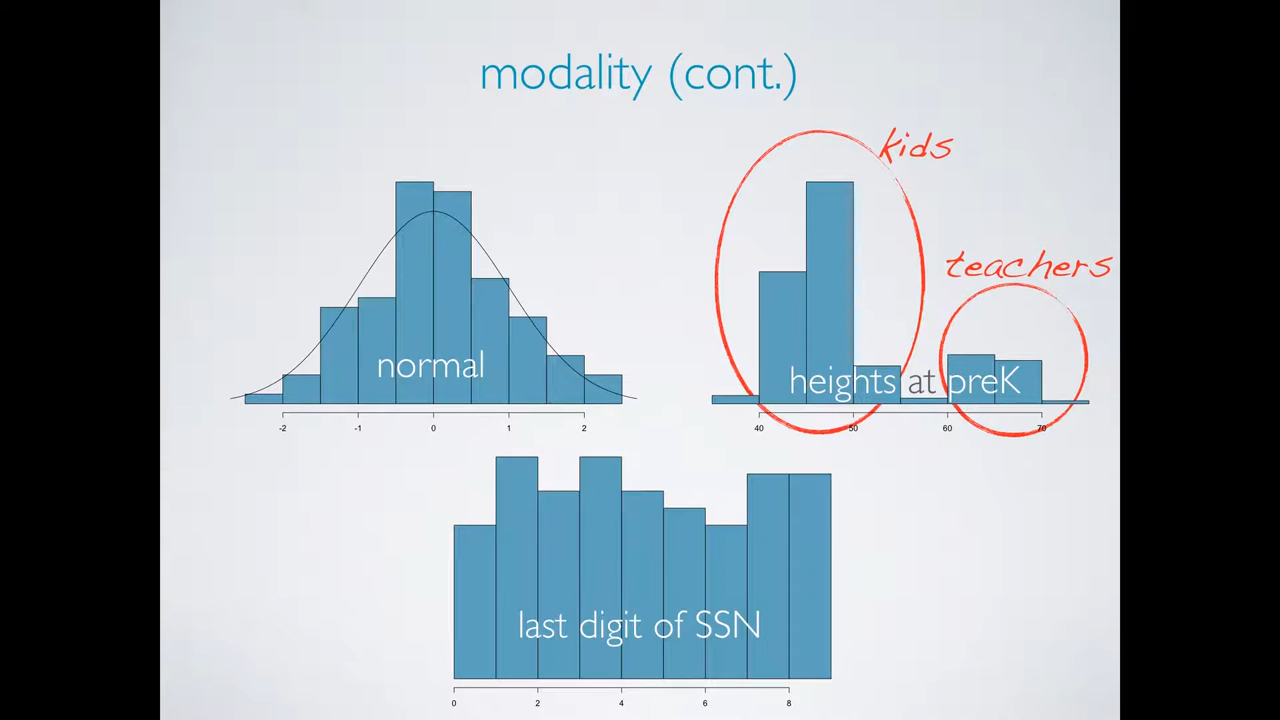 modality (cont.)
kids
teachers
normal
heights at preK
-2 -1 0 1 2
40 50 60 70
last digit of SSN
0 2 4 6 8